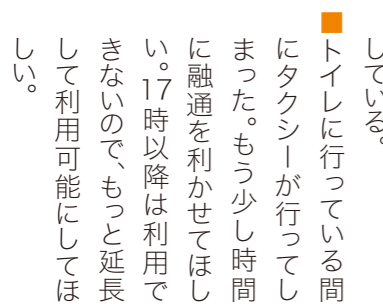 している。
■トイレに行っている間
にタクシーが行ってし
まった。もう少し時間
に融通を利かせてほし
い。17時以降は利用で
きないので、もっと延長
して利用可能にしてほ
しい。